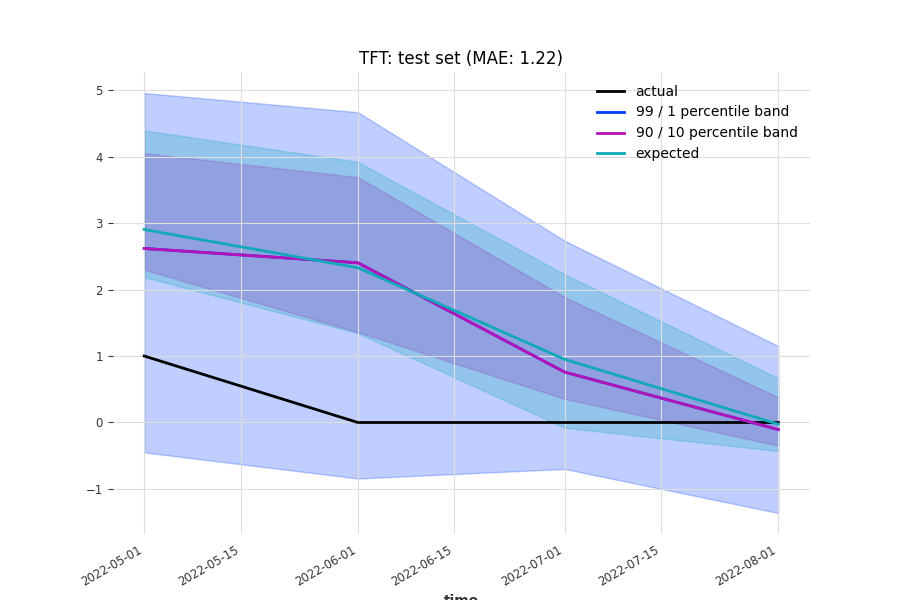 TFT: test set (MAE: 1.22)
actual
99 / 1 percentile band
90 / 10 percentile band
expected
5
4
3
2
1
0
−1
2022-05-01
2022-05-15
2022-06-01
2022-06-15
2022-07-01
2022-07-15
2022-08-01
time